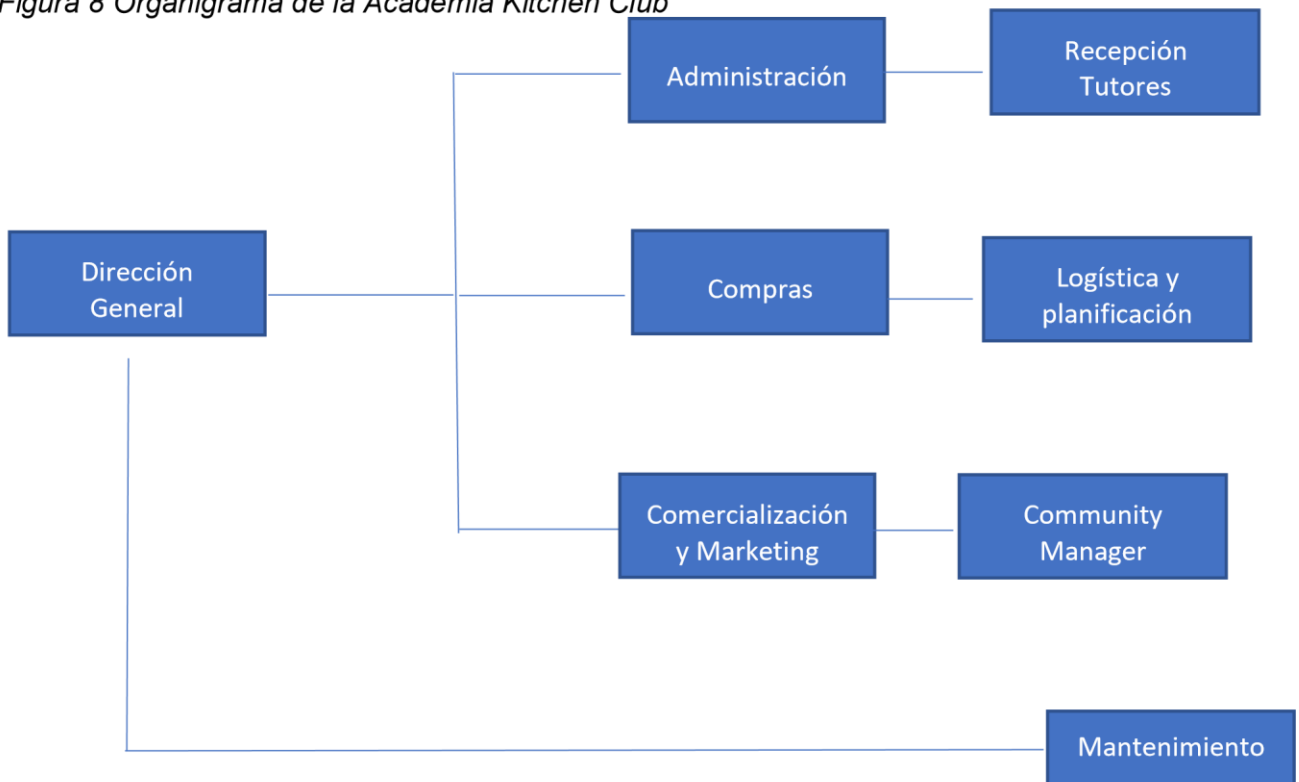 Figura 8 Organigrama de la Academia Kitchen Club
Administración
Recepción
Tutores
Dirección
General
Compras
Logística y
planificación
Comercialización
y Marketing
Community
Manager
Mantenimiento